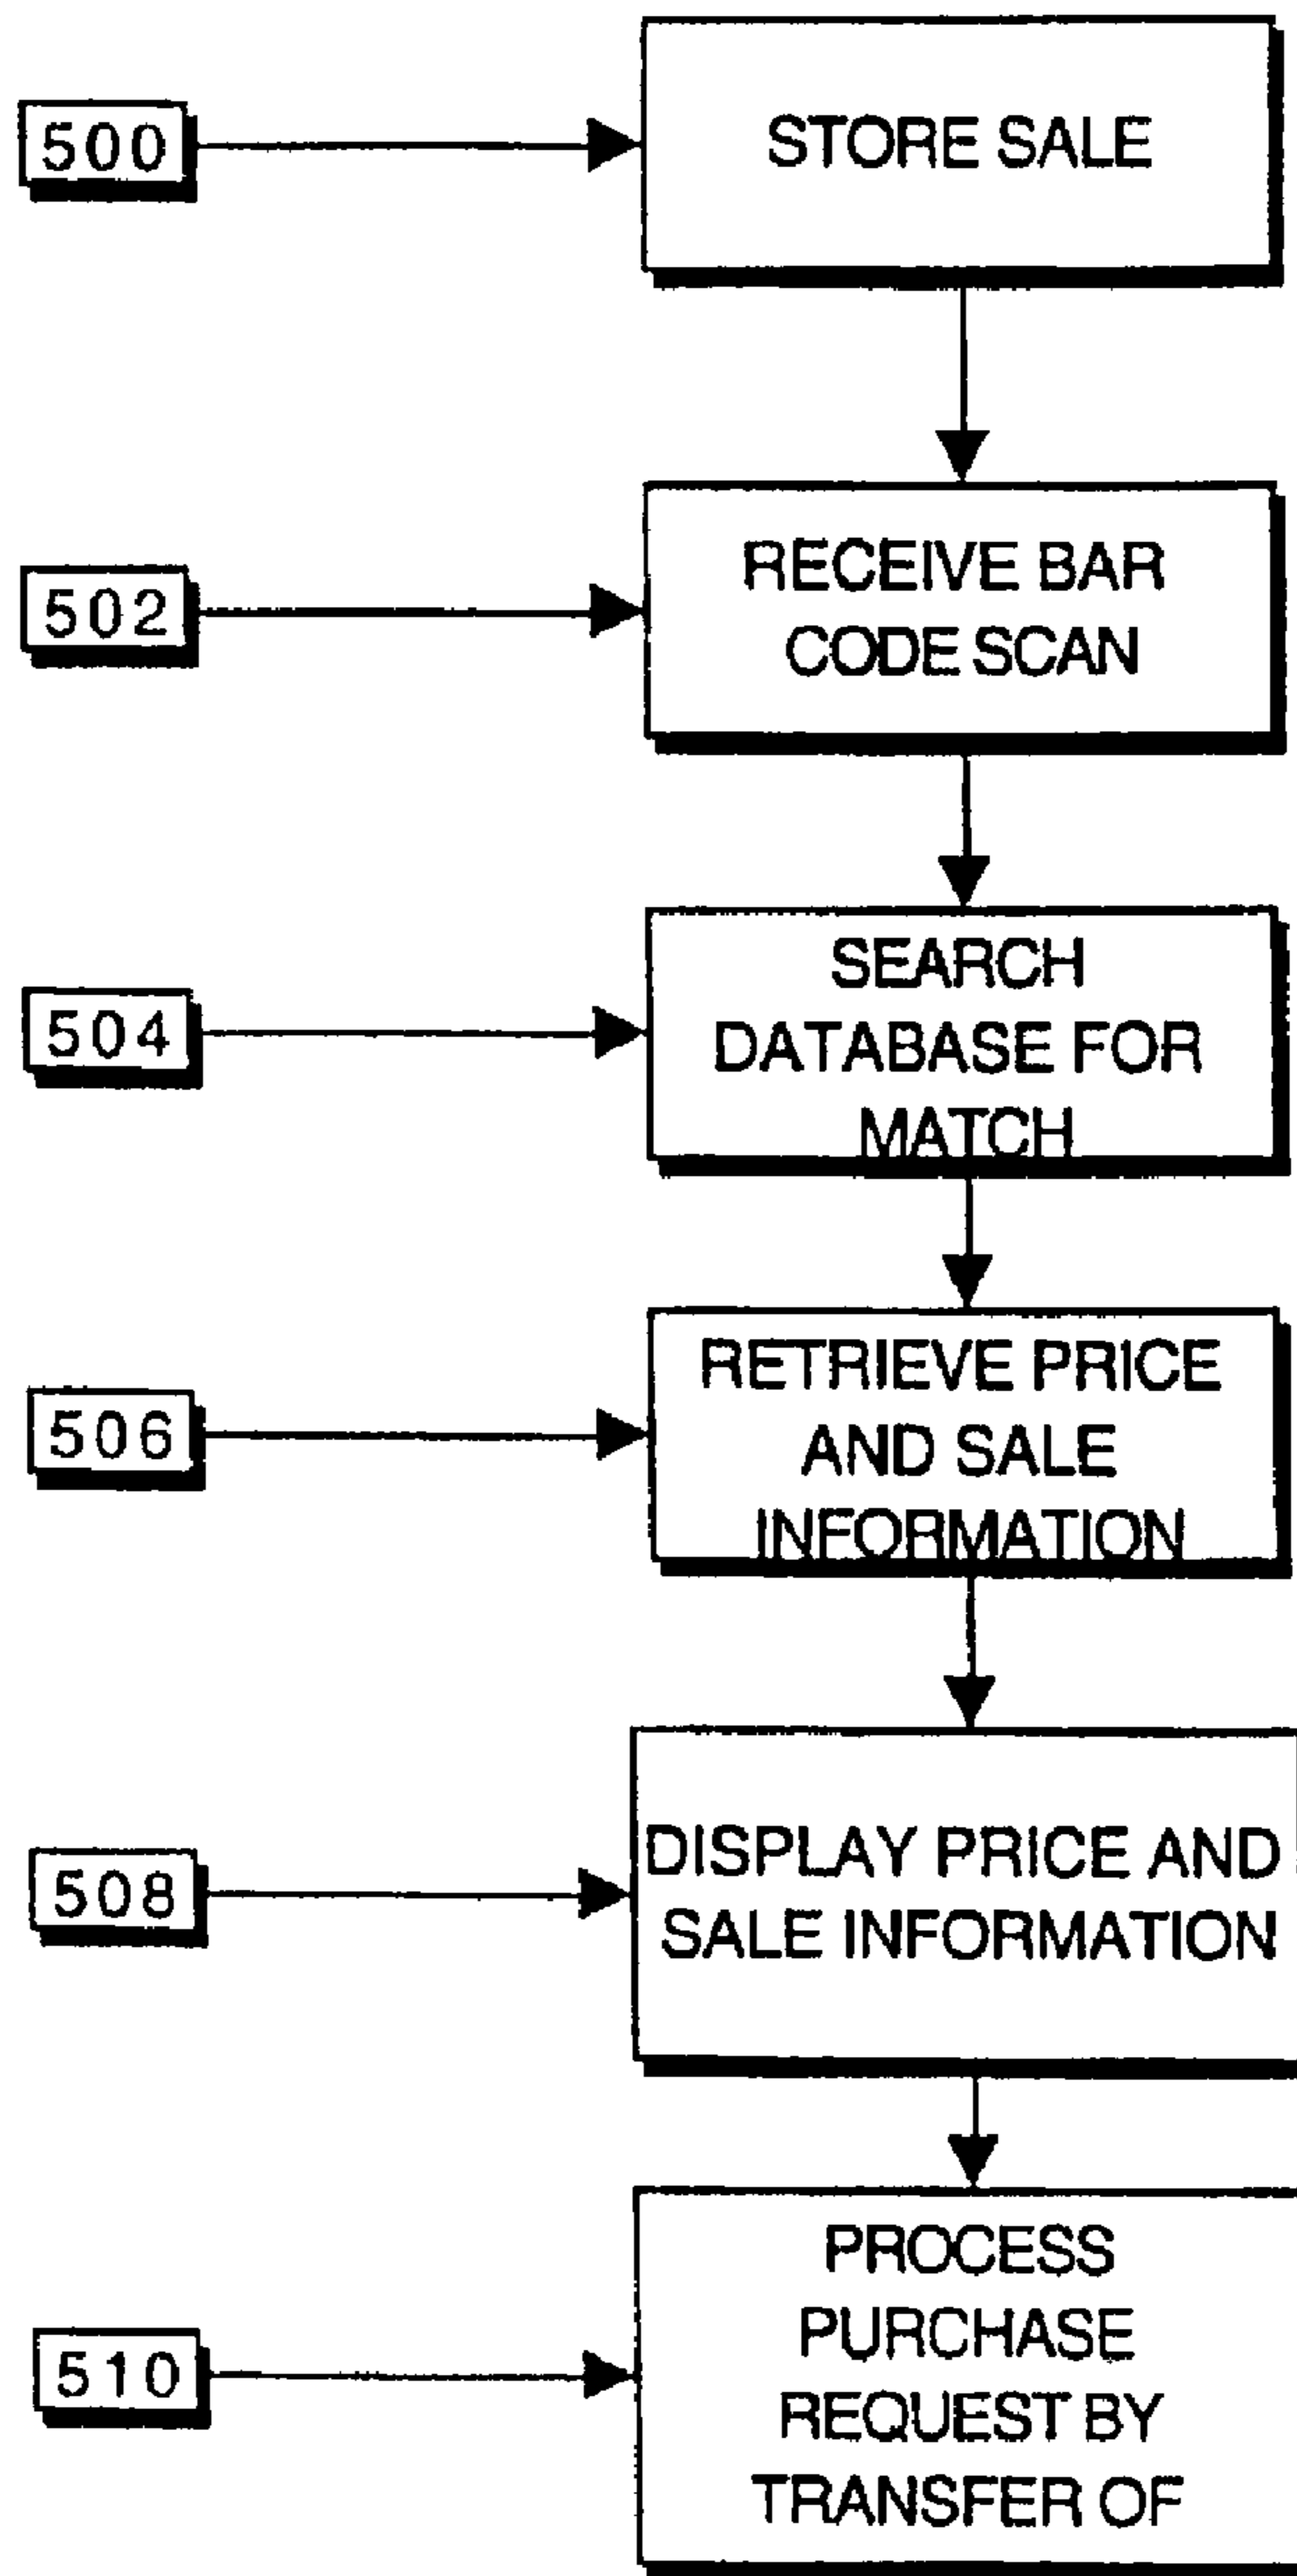 500
STORE SALE
502
RECEIVE BAR
CODE SCAN
504
SEARCH
DATABASE FOR
MATCH
506
RETRIEVE PRICE
AND SALE
INFORMATION
508
DISPLAY PRICE AND
SALE INFORMATION
510
PROCESS
PURCHASE
REQUEST BY
TRANSFER OF